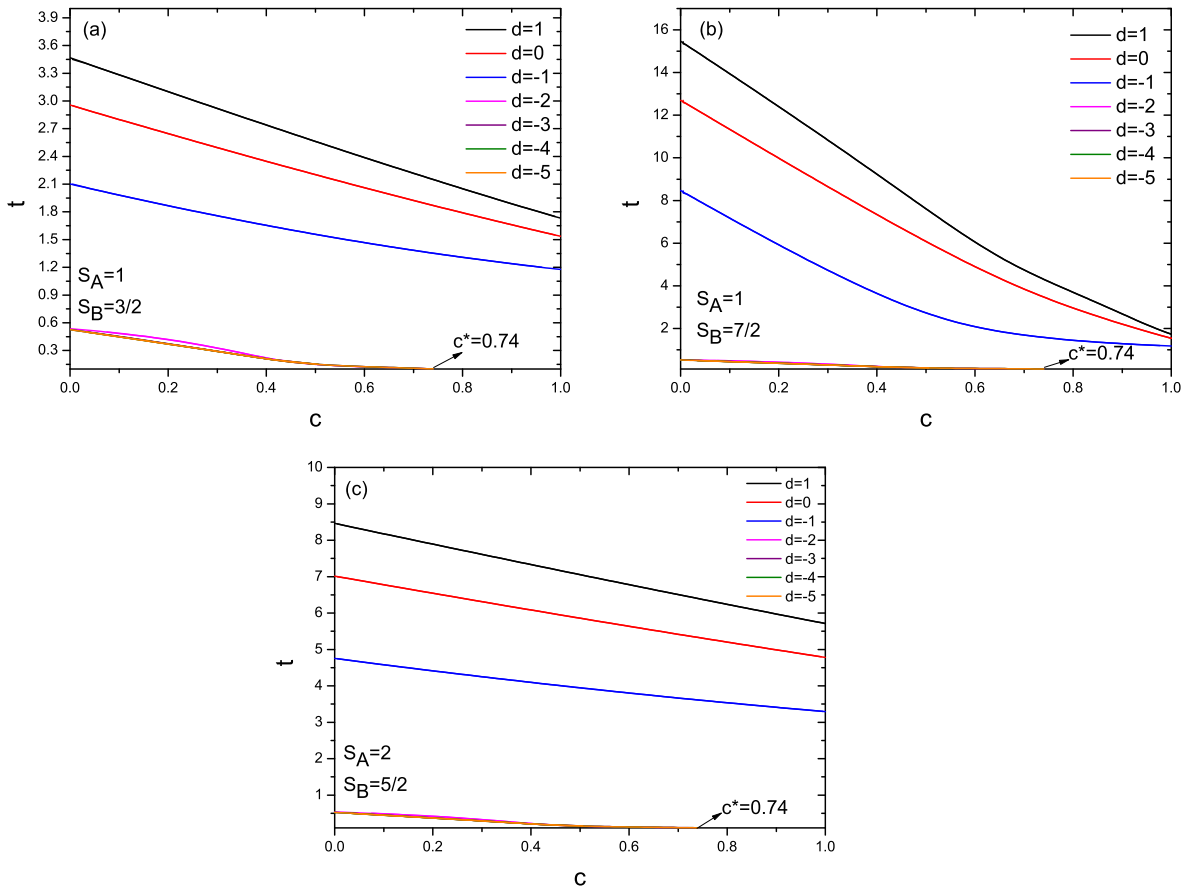 (a)
d=1
d=0
d=-1
d=-2
d=-3
d=-4
d=-5
3.9
3.6
3.3
3.0
2.7
2.4
2.1
1.8
1.5
1.2
0.9
0.6
0.3
t
S_A=1
S_B=3/2
c*=0.74
0.0 0.2 0.4 0.6 0.8 1.0
c
(b)
d=1
d=0
d=-1
d=-2
d=-3
d=-4
d=-5
16
14
12
10
8
6
4
2
t
S_A=1
S_B=7/2
c*=0.74
0.0 0.2 0.4 0.6 0.8 1.0
c
(c)
d=1
d=0
d=-1
d=-2
d=-3
d=-4
d=-5
10
9
8
7
6
5
4
3
2
1
t
S_A=2
S_B=5/2
c*=0.74
0.0 0.2 0.4 0.6 0.8 1.0
c